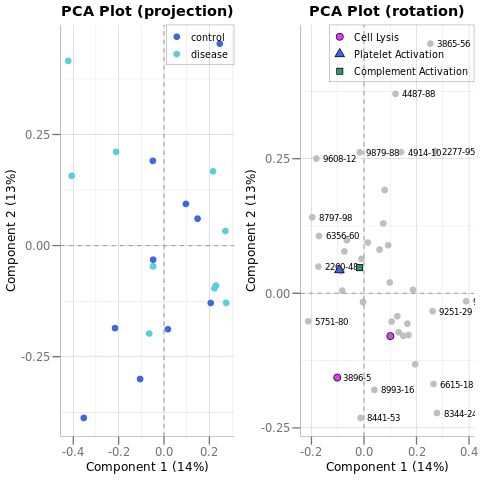 PCA Plot (projection)
control
disease
0.25
0.00
-0.25
-0.4
-0.2
0.0
0.2
Component 1 (14%)
Component 2 (13%)
PCA Plot (rotation)
Cell Lysis
Platelet Activation
Complement Activation
3865-56
4487-88
9608-12
9879-88
2277-95
8797-98
6356-60
5751-80
9251-29
3896-5
8993-16
6615-18
8441-53
8344-24
0.25
0.00
-0.25
-0.2
0.0
0.2
0.4
Component 1 (14%)
Component 2 (13%)